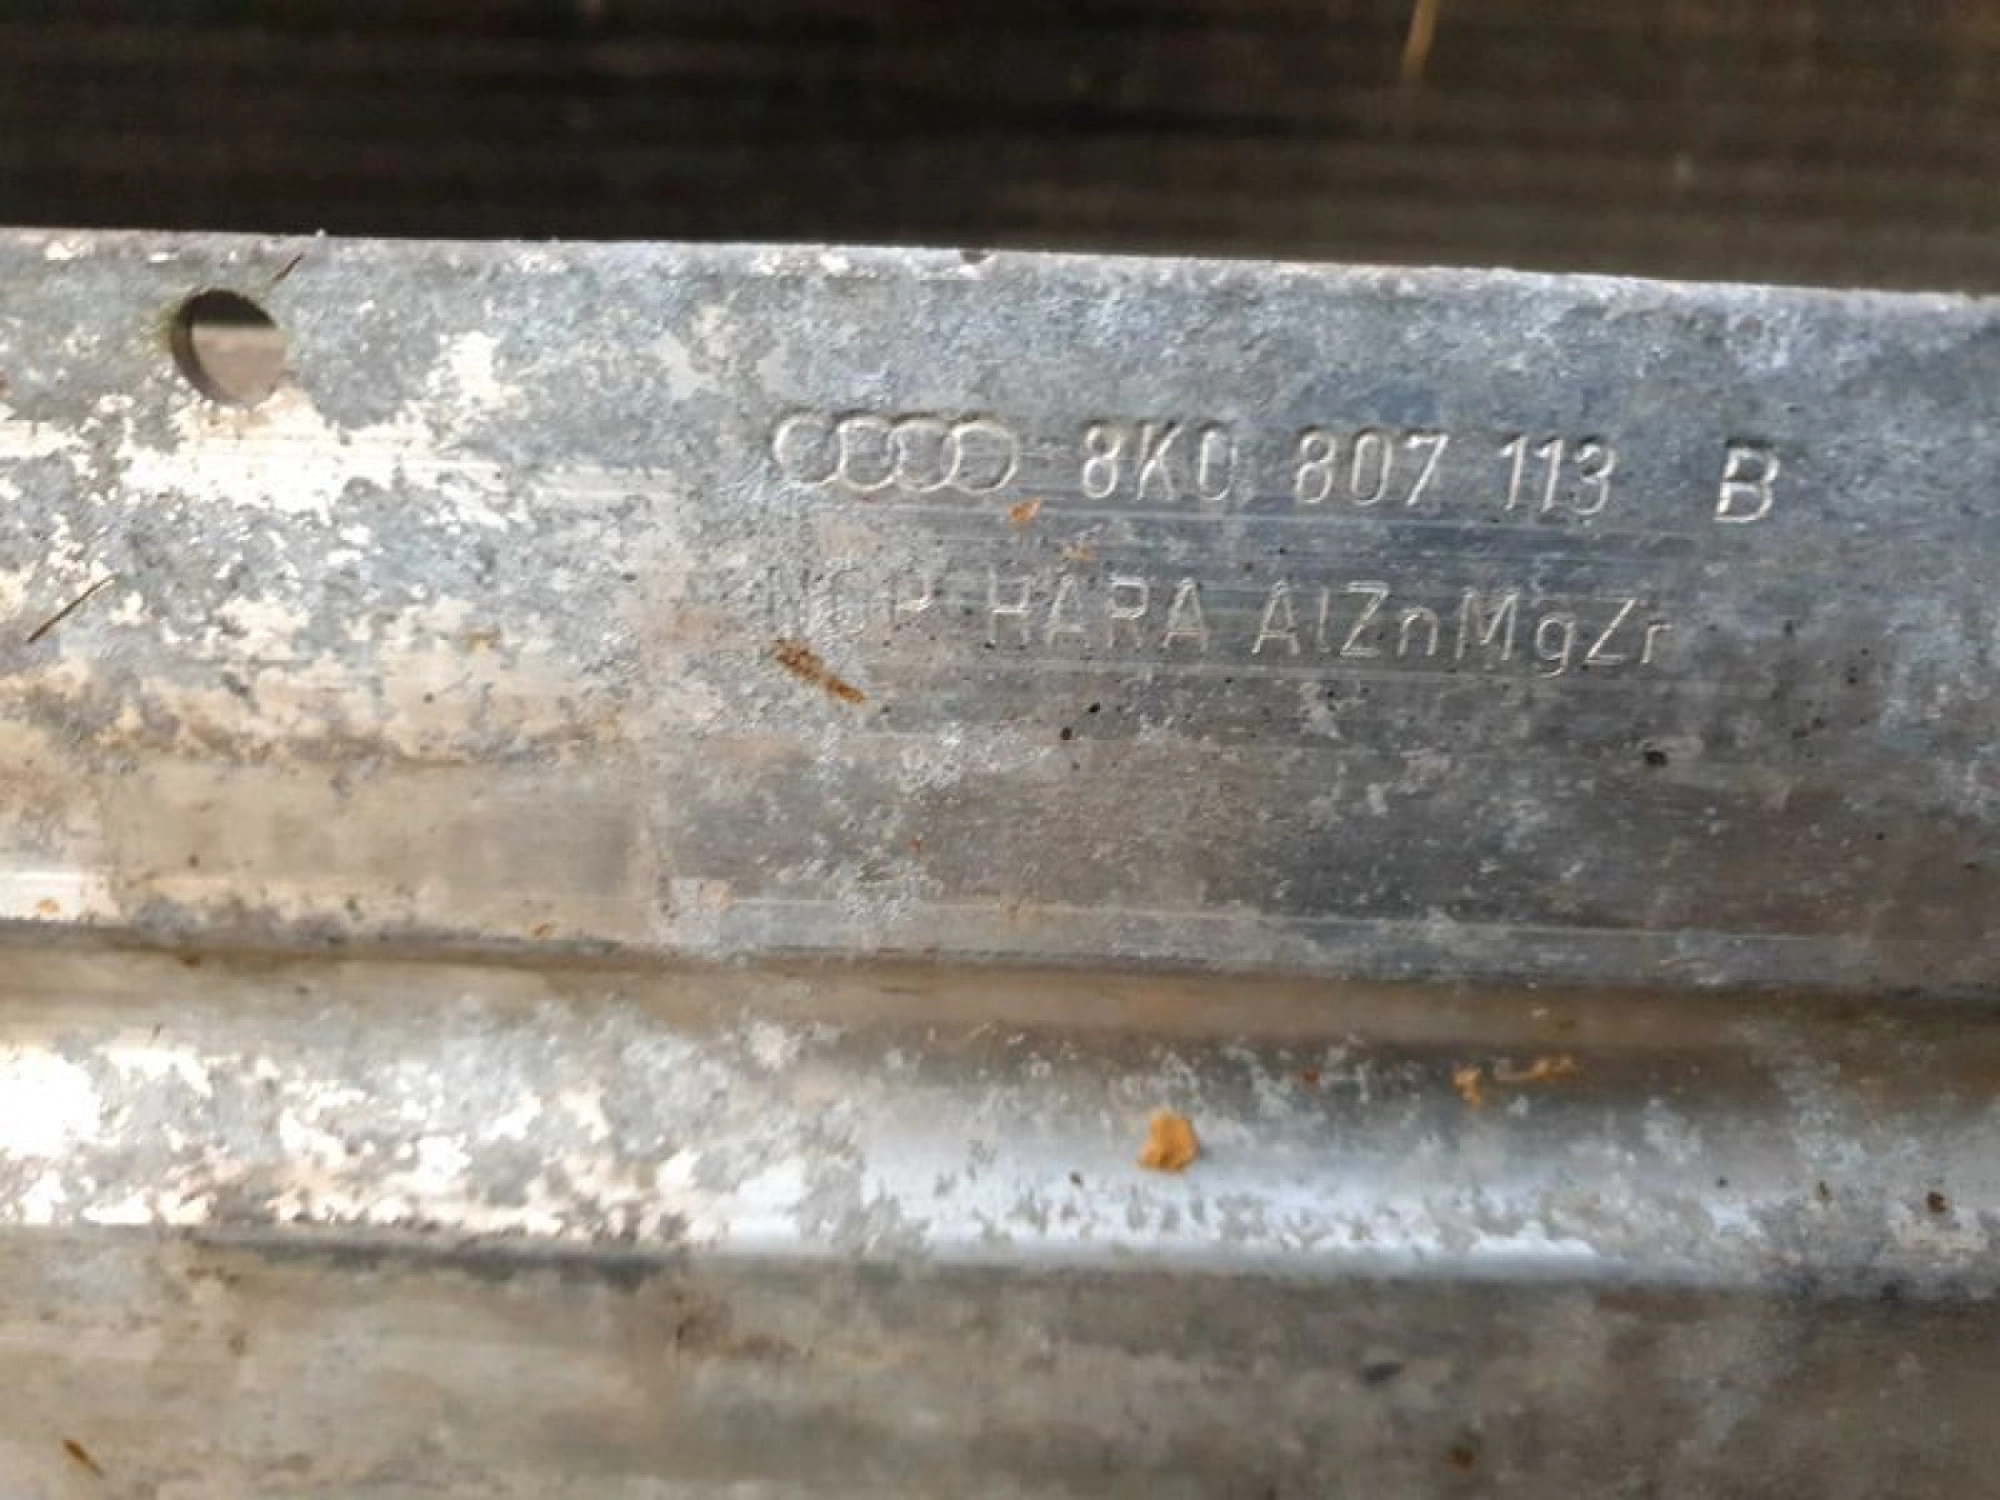 8K0 807 113 B
HARA AlZnMgZr